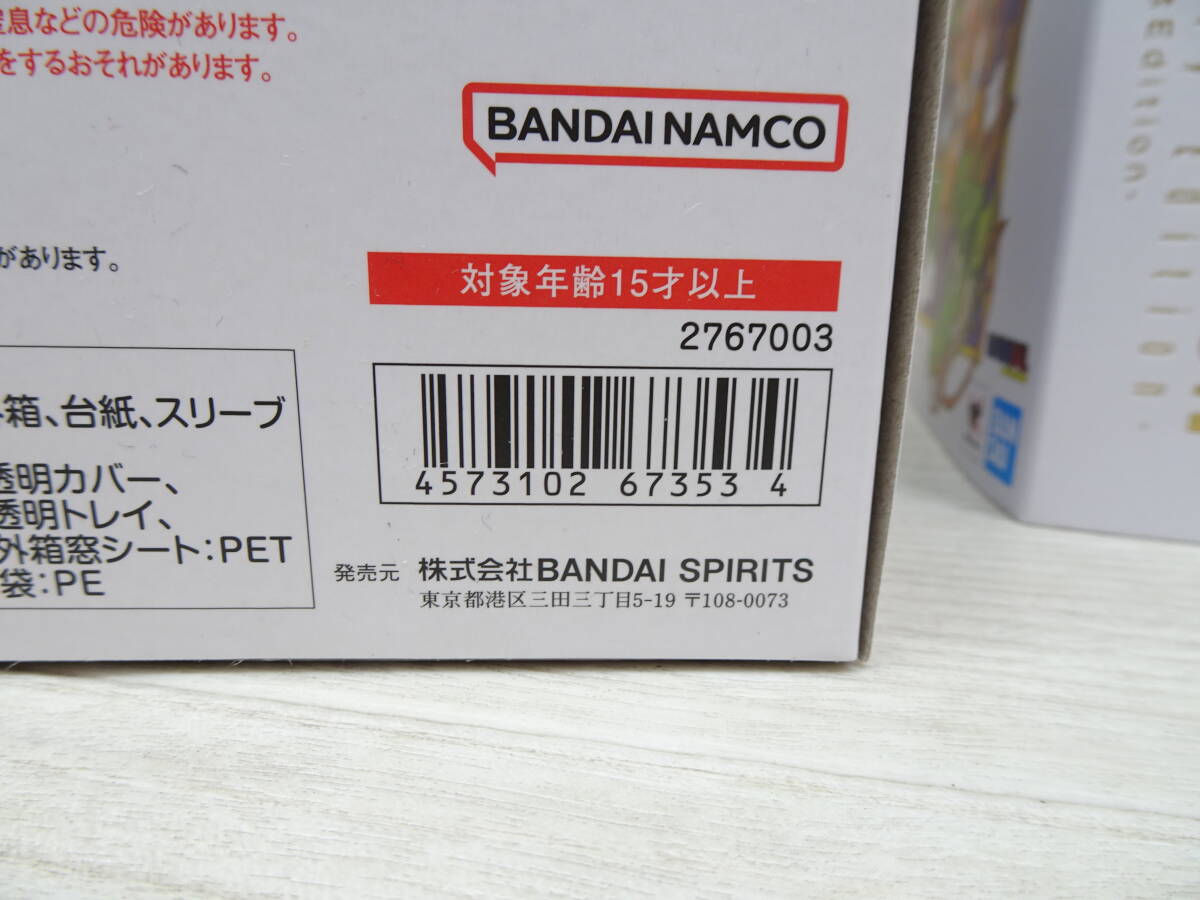 息などの危険があります。
をするおそれがあります。
BANDAI NAMCO
があります。
対象年齢15才以上
2767003
箱、台紙、スリーブ
透明カバー、
透明トレイ、
外箱窓シート:PET
袋:PE
4573102 67353 4
発売元 株式会社BANDAI SPIRITS
東京都港区三田三丁目5-19 〒108-0073
Edition.